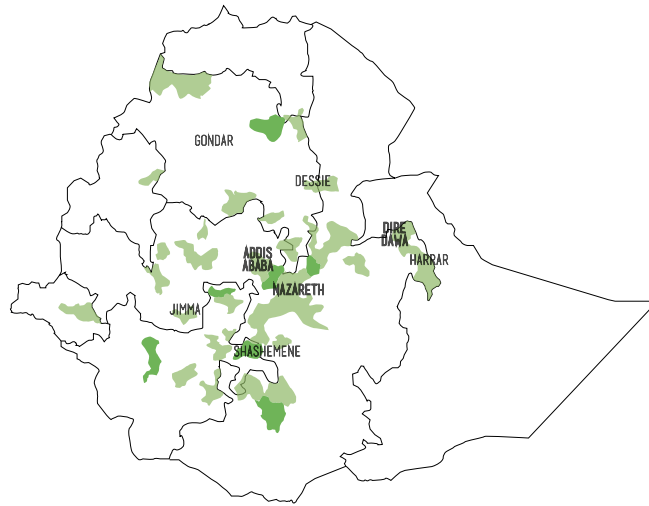 GONDAR
DESSIE
DIRE
DAWA
HARRAR
ADDIS
ABABA
NAZARETH
JIMMA
SHASHEMENE